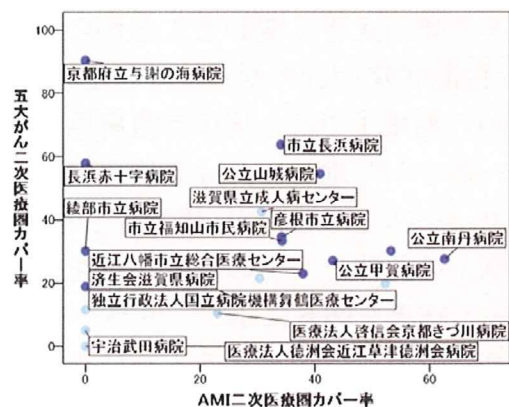 100
80
60
40
20
0
五大がん二次医療圏カバー率
京都府立与謝の海病院
市立長浜病院
長浜赤十字病院
公立山城病院
滋賀県立成人病センター
綾部市立病院
市立福知山市民病院
彦根市立病院
公立南丹病院
近江八幡市立総合医療センター
公立甲賀病院
済生会滋賀県病院
独立行政法人国立病院機構舞鶴医療センター
医療法人啓信会京都きづ川病院
宇治武田病院
医療法人徳洲会近江草津徳洲会病院
0
20
40
60
AMI二次医療圏カバー率